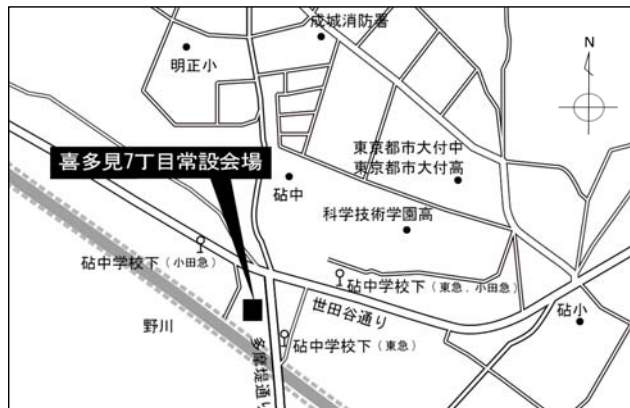 成城消防署
明正小
N
東京都市大付中
東京都市大付高
喜多見7丁目常設会場
砧中
科学技術学園高
砧中学校下（小田急）
砧中学校下（東急、小田急）
世田谷通り
砧小
野川
砧中学校下（東急）
多摩堤通り